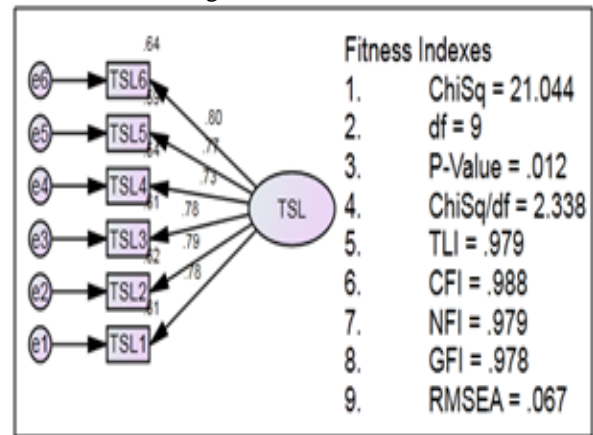 Fitness Indexes
1. ChiSq = 21.044
2. df = 9
3. P-Value = .012
4. ChiSq/df = 2.338
5. TLI = .979
6. CFI = .988
7. NFI = .979
8. GFI = .978
9. RMSEA = .067
.64
e6 TSL6
.80
e5 TSL5
.77
e4 TSL4
.73
TSL
.61
e3 TSL3
.78
.62
e2 TSL2
.79
.61
e1 TSL1
.78